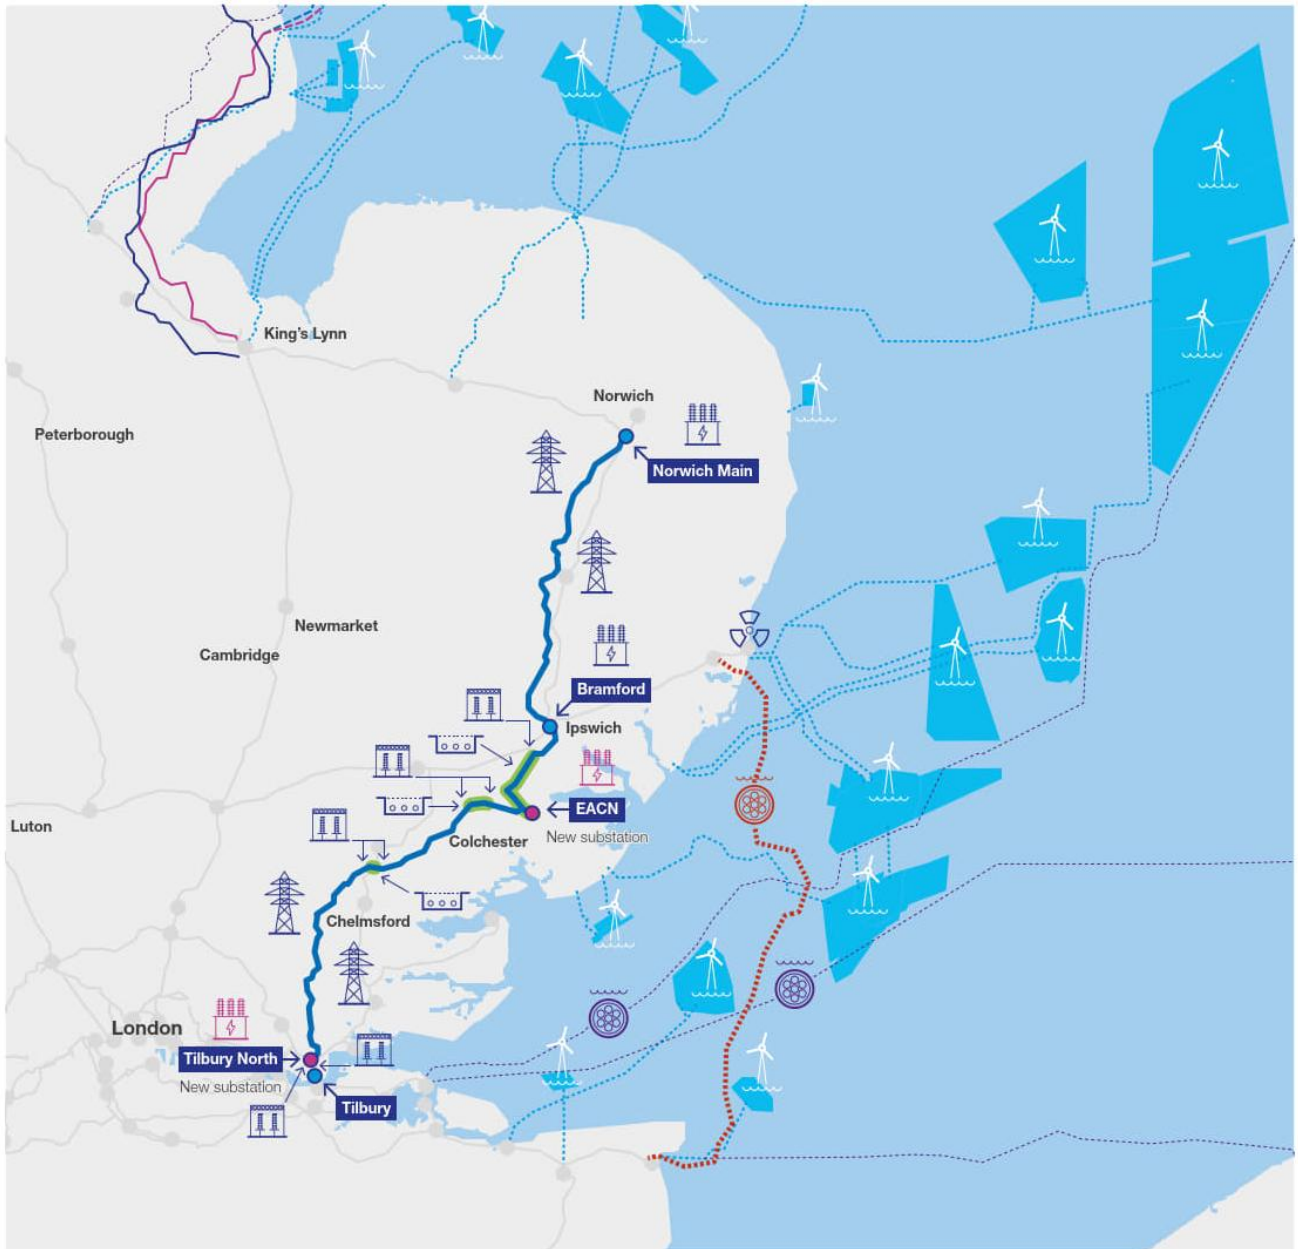 King's Lynn
Norwich
Peterborough
Norwich Main
Newmarket
Cambridge
Bramford
Ipswich
EACN
Luton
New substation
Colchester
Chelmsford
London
Tilbury North
New substation
Tilbury